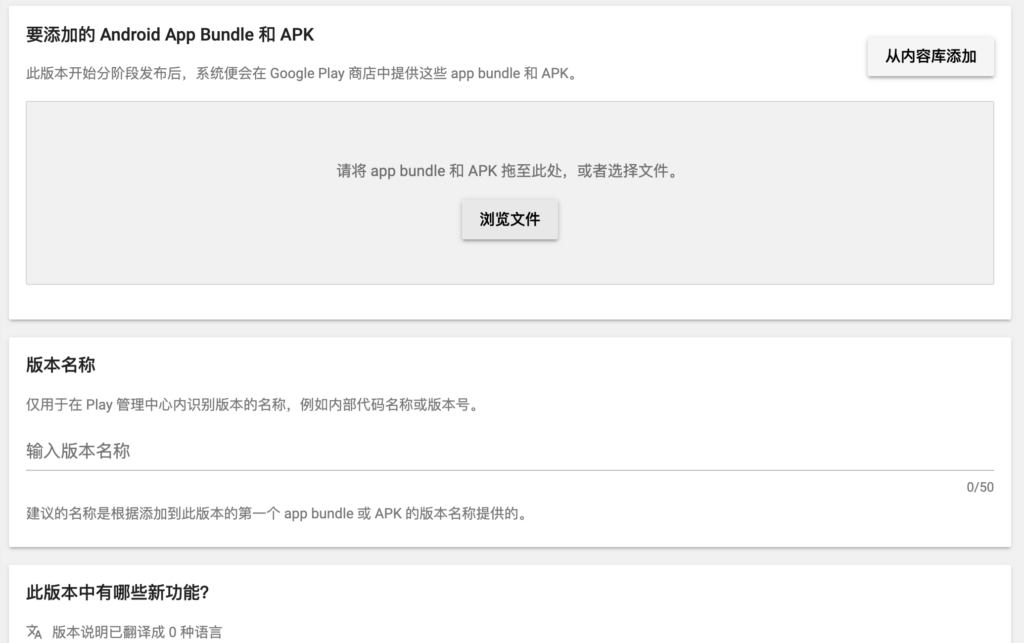 要添加的 Android App Bundle 和 APK
从内容库添加
此版本开始分阶段发布后，系统便会在 Google Play 商店中提供这些 app bundle 和 APK。
请将 app bundle 和 APK 拖至此处，或者选择文件。
浏览文件
版本名称
仅用于在 Play 管理中心内识别版本的名称，例如内部代码名称或版本号。
输入版本名称
0/50
建议的名称是根据添加到此版本的第一个 app bundle 或 APK 的版本名称提供的。
此版本中有哪些新功能?
版本说明已翻译成 0 种语言